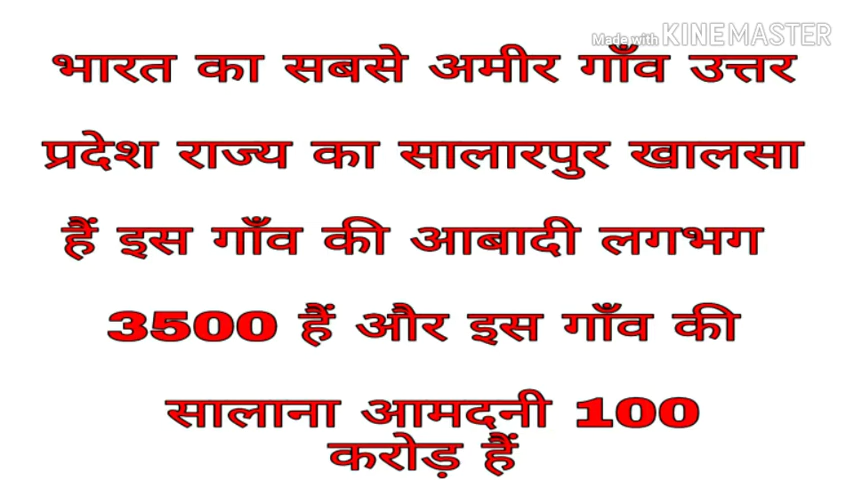 Made with KINEMASTER
भारत का सबसे अमीर गाँव उत्तर
प्रदेश राज्य का सालारपुर खालसा
हैं इस गाँव की आबादी लगभग
3500 हैं और इस गाँव की
सालाना आमदनी 100
करोड़ हैं